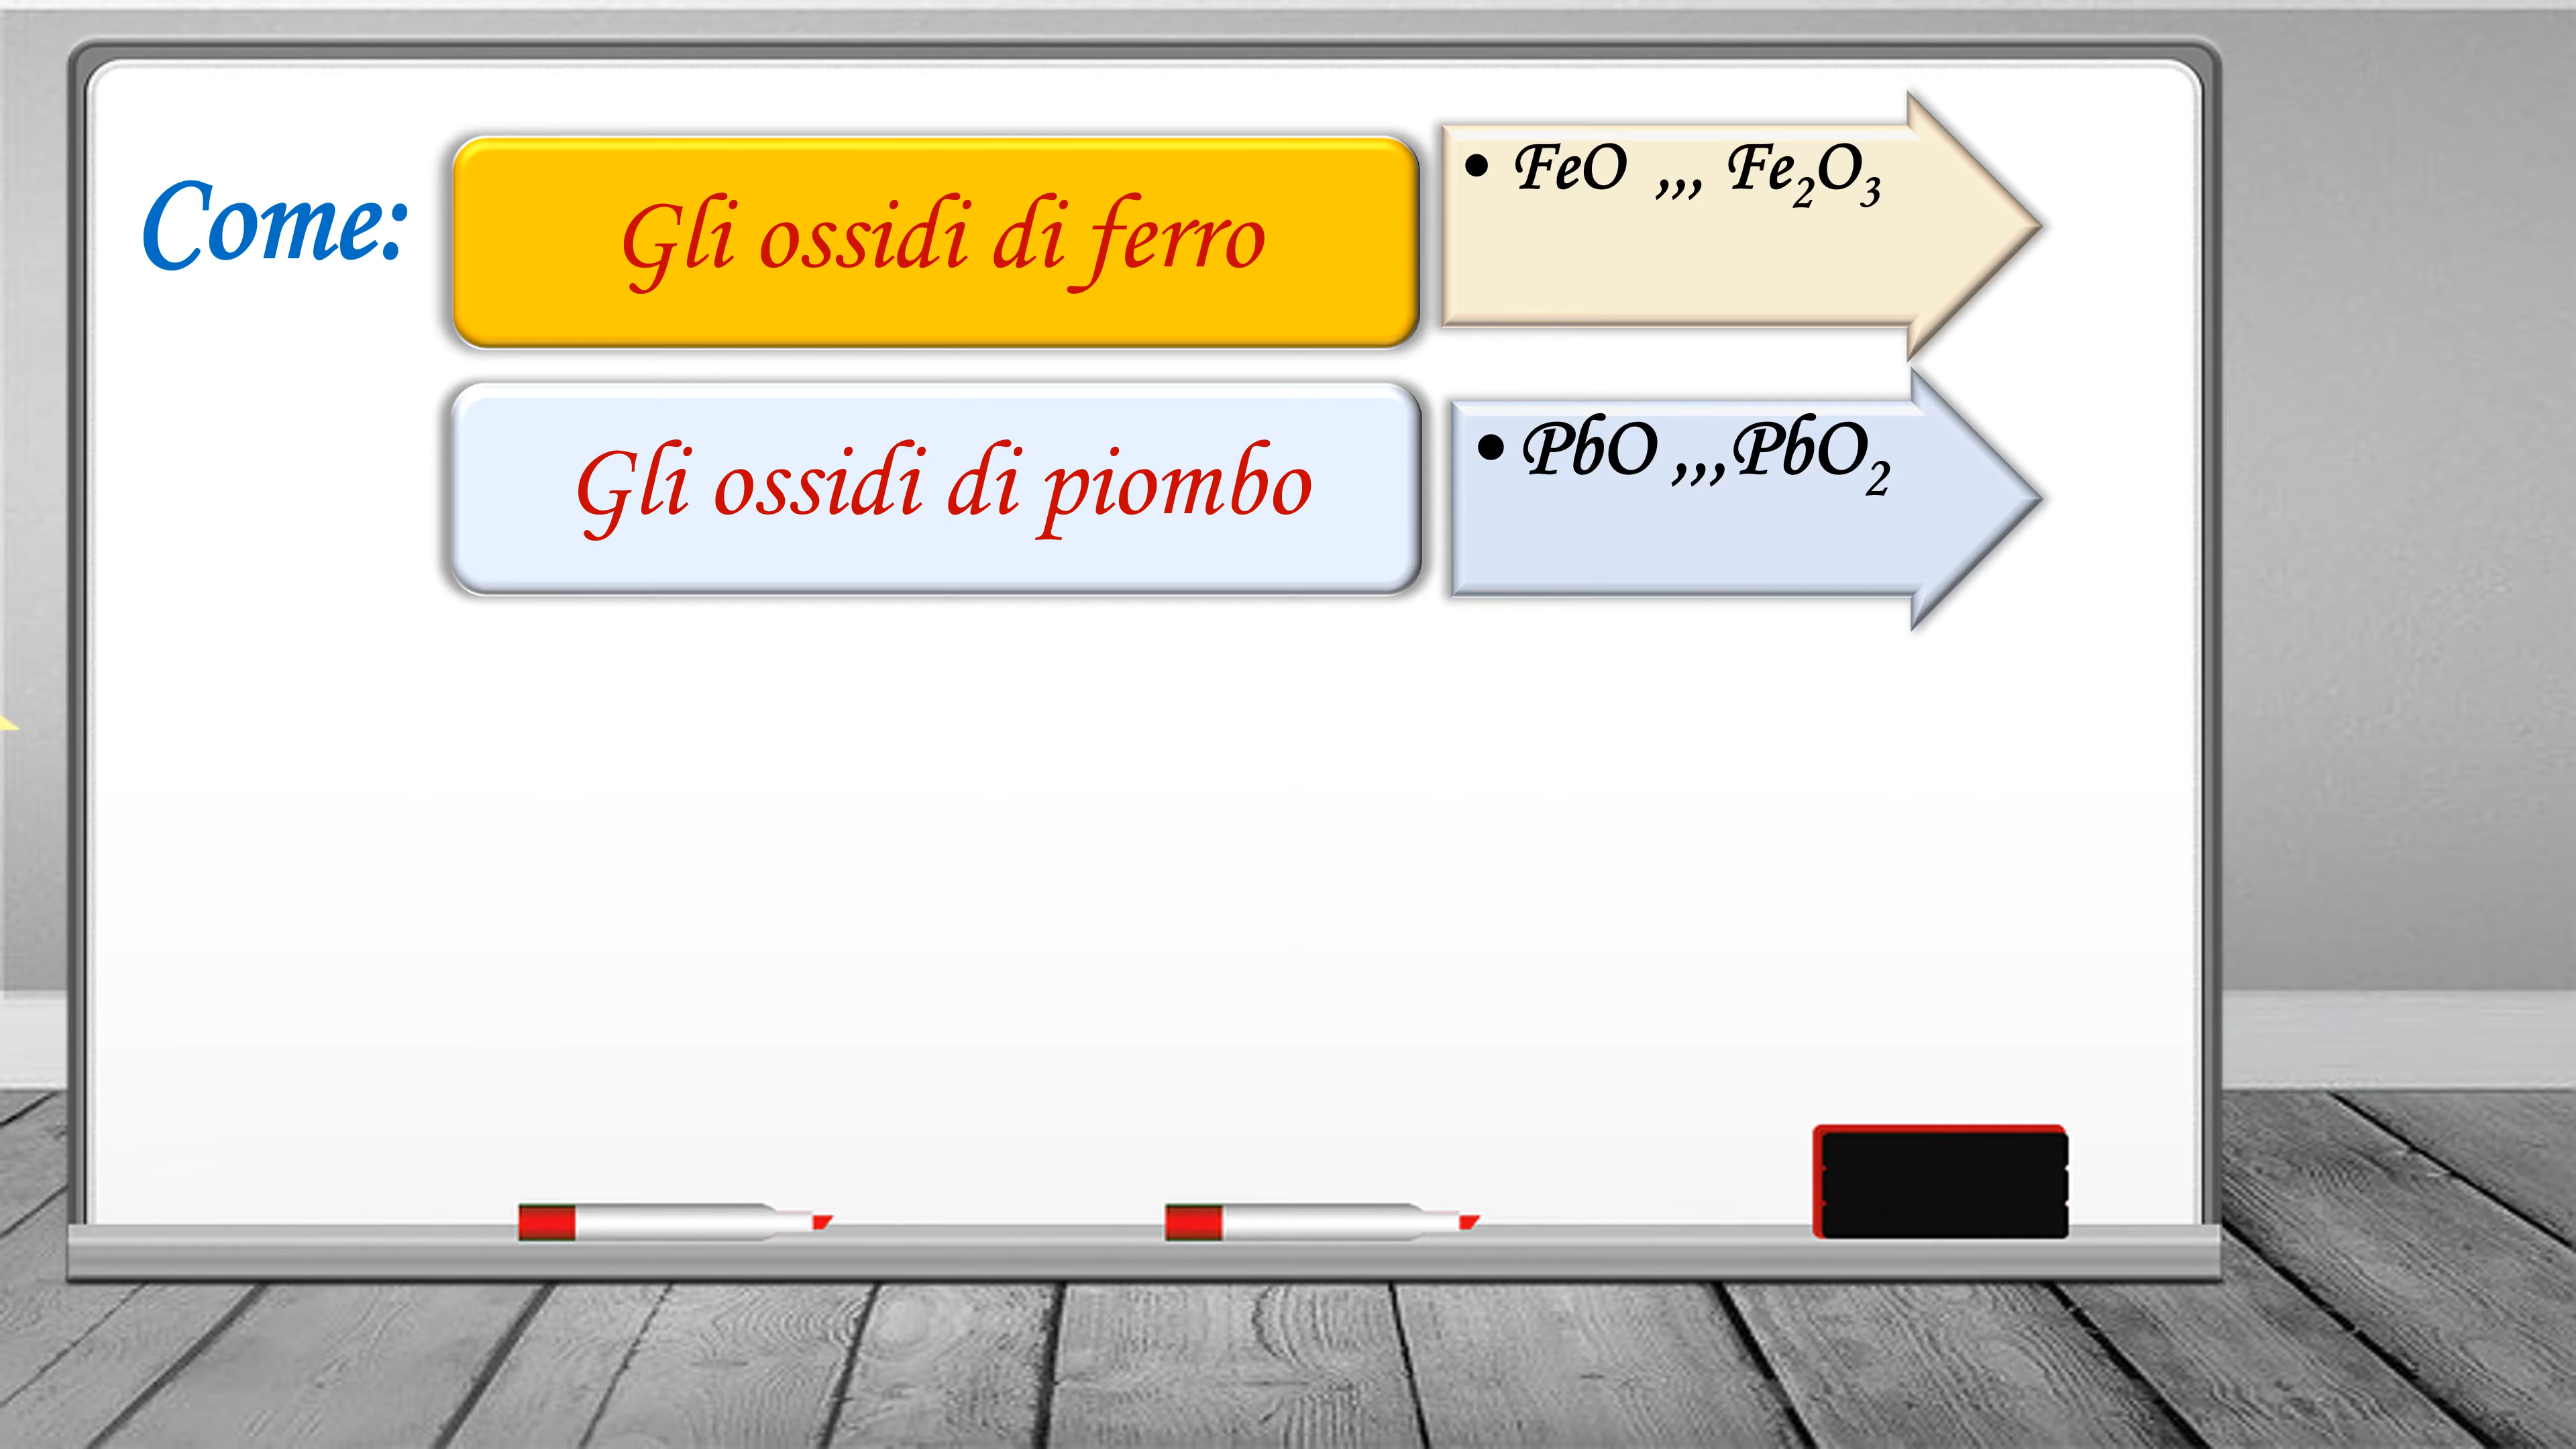 Come:
Gli ossidi di ferro
• FeO ,,, Fe₂O₃
Gli ossidi di piombo
• PbO ,,,PbO₂